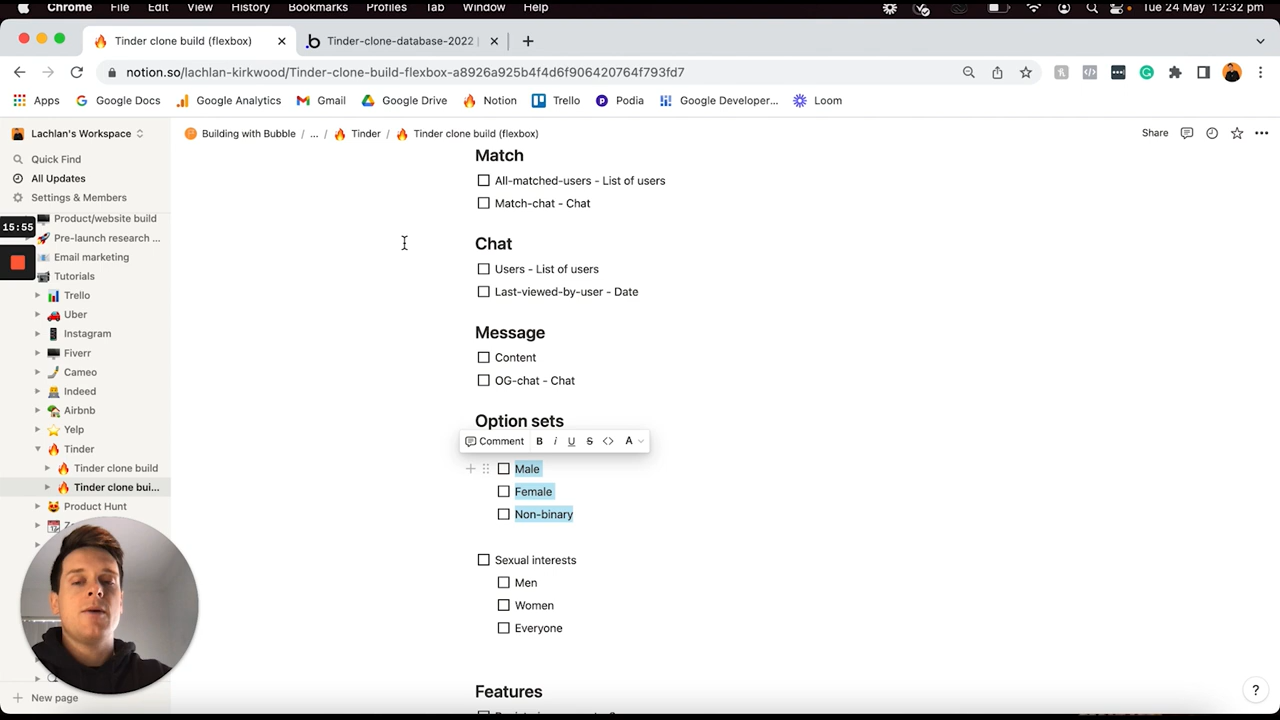 Chrome File Edit View History Bookmarks Profiles Tab Window Help Tue 24 May 12:32 pm
Tinder clone build (flexbox) Tinder-clone-database-2022
notion.so/lachlan-kirkwood/Tinder-clone-build-flexbox-a8926a925b4f4d6f906420764f793fd7
Apps Google Docs Google Analytics Gmail Google Drive Notion Trello Podia Google Developer... Loom
Lachlan's Workspace
Building with Bubble / ... / Tinder / Tinder clone build (flexbox)
Share
Quick Find
All Updates
Settings & Members
15:55
Product/website build
Pre-launch research ...
Email marketing
Tutorials
Trello
Uber
Instagram
Fiverr
Cameo
Indeed
Airbnb
Yelp
Tinder
Tinder clone build
Tinder clone bui...
Product Hunt
New page
Match
All-matched-users - List of users
Match-chat - Chat
Chat
Users - List of users
Last-viewed-by-user - Date
Message
Content
OG-chat - Chat
Option sets
Comment B i U S <> A
Male
Female
Non-binary
Sexual interests
Men
Women
Everyone
Features
?